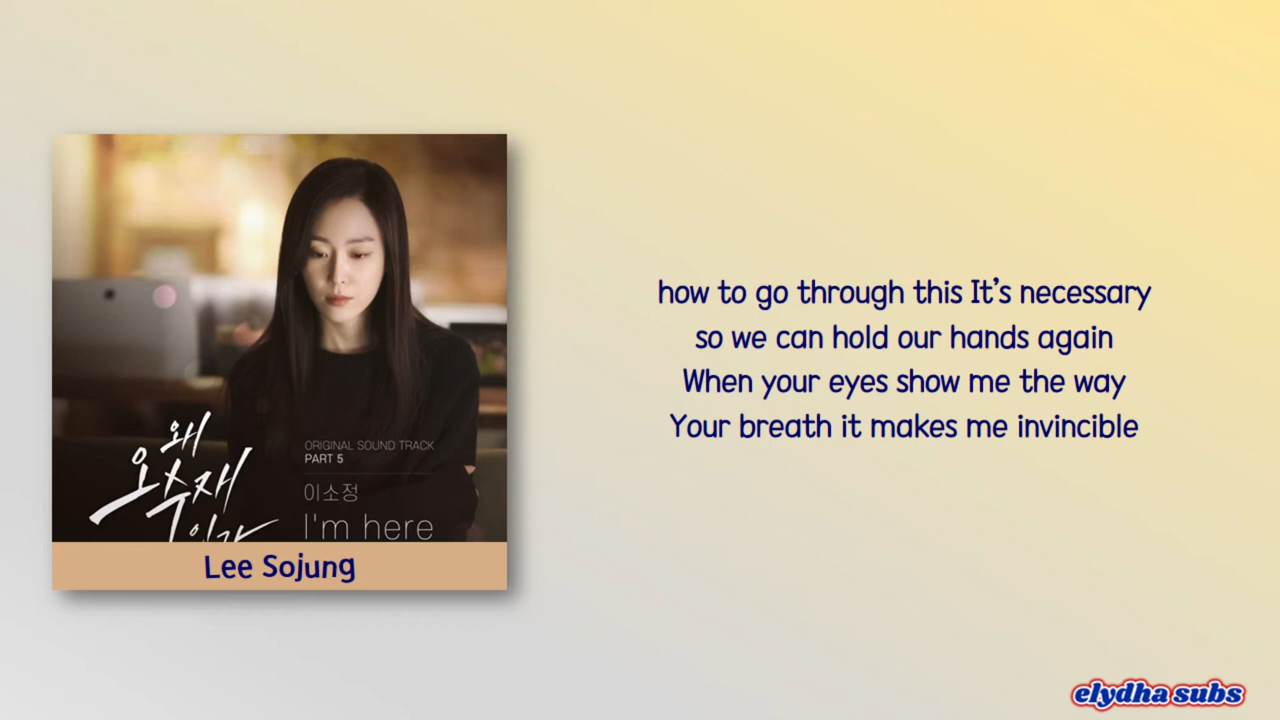 왜
오수재
인가
ORIGINAL SOUND TRACK
PART 5
이소정
I'm here
Lee Sojung
how to go through this It’s necessary
so we can hold our hands again
When your eyes show me the way
Your breath it makes me invincible
elydha subs